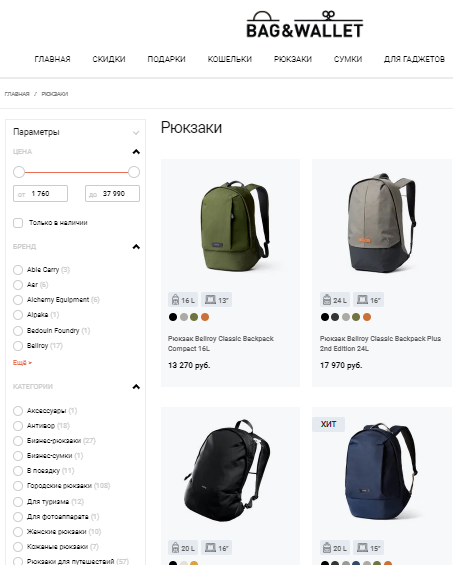 BAG&WALLET
ГЛАВНАЯ СКИДКИ ПОДАРКИ КОШЕЛЬКИ РЮКЗАКИ СУМКИ ДЛЯ ГАДЖЕТОВ
ГЛАВНАЯ / РЮКЗАКИ
Параметры
ЦЕНА
от 1 760 до 37 990
Только в наличии
БРЕНД
Able Carry (3)
Aer (6)
Alchemy Equipment (6)
Alpaka (1)
Bedouin Foundry (1)
Bellroy (17)
Ещё »
КАТЕГОРИИ
Аксессуары (1)
Антивор (18)
Бизнес-рюкзаки (27)
Бизнес-сумки (1)
В поездку (11)
Городские рюкзаки (108)
Для туризма (12)
Для фотоаппарата (1)
Женские рюкзаки (10)
Кожаные рюкзаки (7)
Рюкзаки для путешествий (57)
Рюкзаки
16 L 13"
Рюкзак Bellroy Classic Backpack
Compact 16L
13 270 руб.
24 L 16"
Рюкзак Bellroy Classic Backpack Plus
2nd Edition 24L
17 970 руб.
20 L 16"
ХИТ
20 L 15"